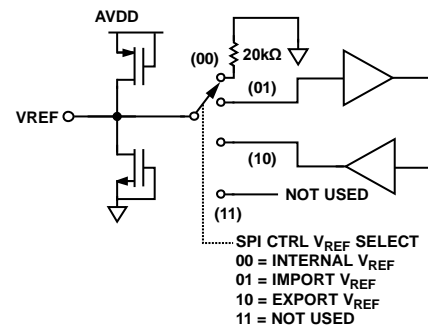 AVDD
(00)
20kΩ
(01)
VREF
(10)
NOT USED
(11)
SPI CTRL VREF SELECT
00 = INTERNAL VREF
01 = IMPORT VREF
10 = EXPORT VREF
11 = NOT USED